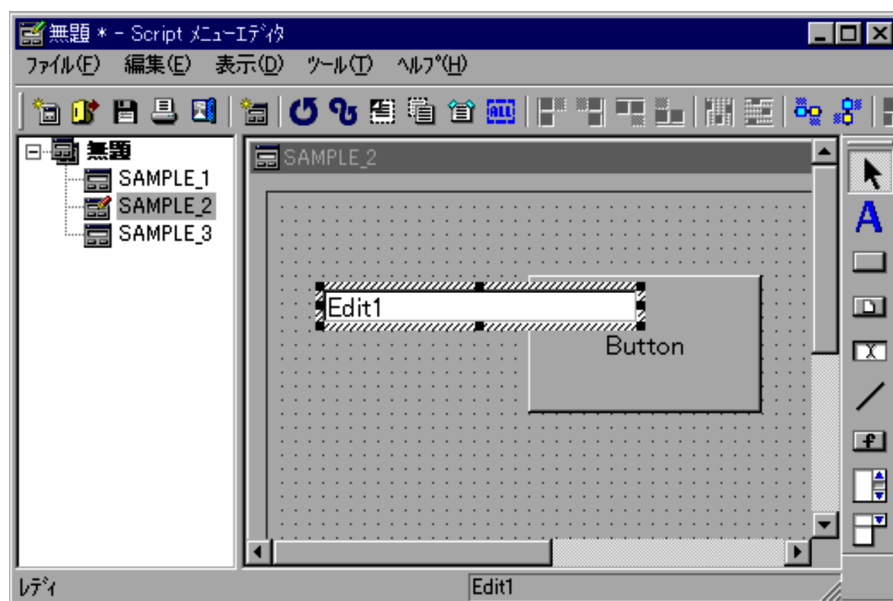 無題 * - Script ﾒﾆｭｰｴﾃﾞｨﾀ
ﾌｧｲﾙ(F) 編集(E) 表示(D) ﾂｰﾙ(T) ﾍﾙﾌﾟ(H)
ALL
無題
SAMPLE_1
SAMPLE_2
SAMPLE_3
SAMPLE_2
Edit1
Button
A
f
ﾚﾃﾞｨ
Edit1